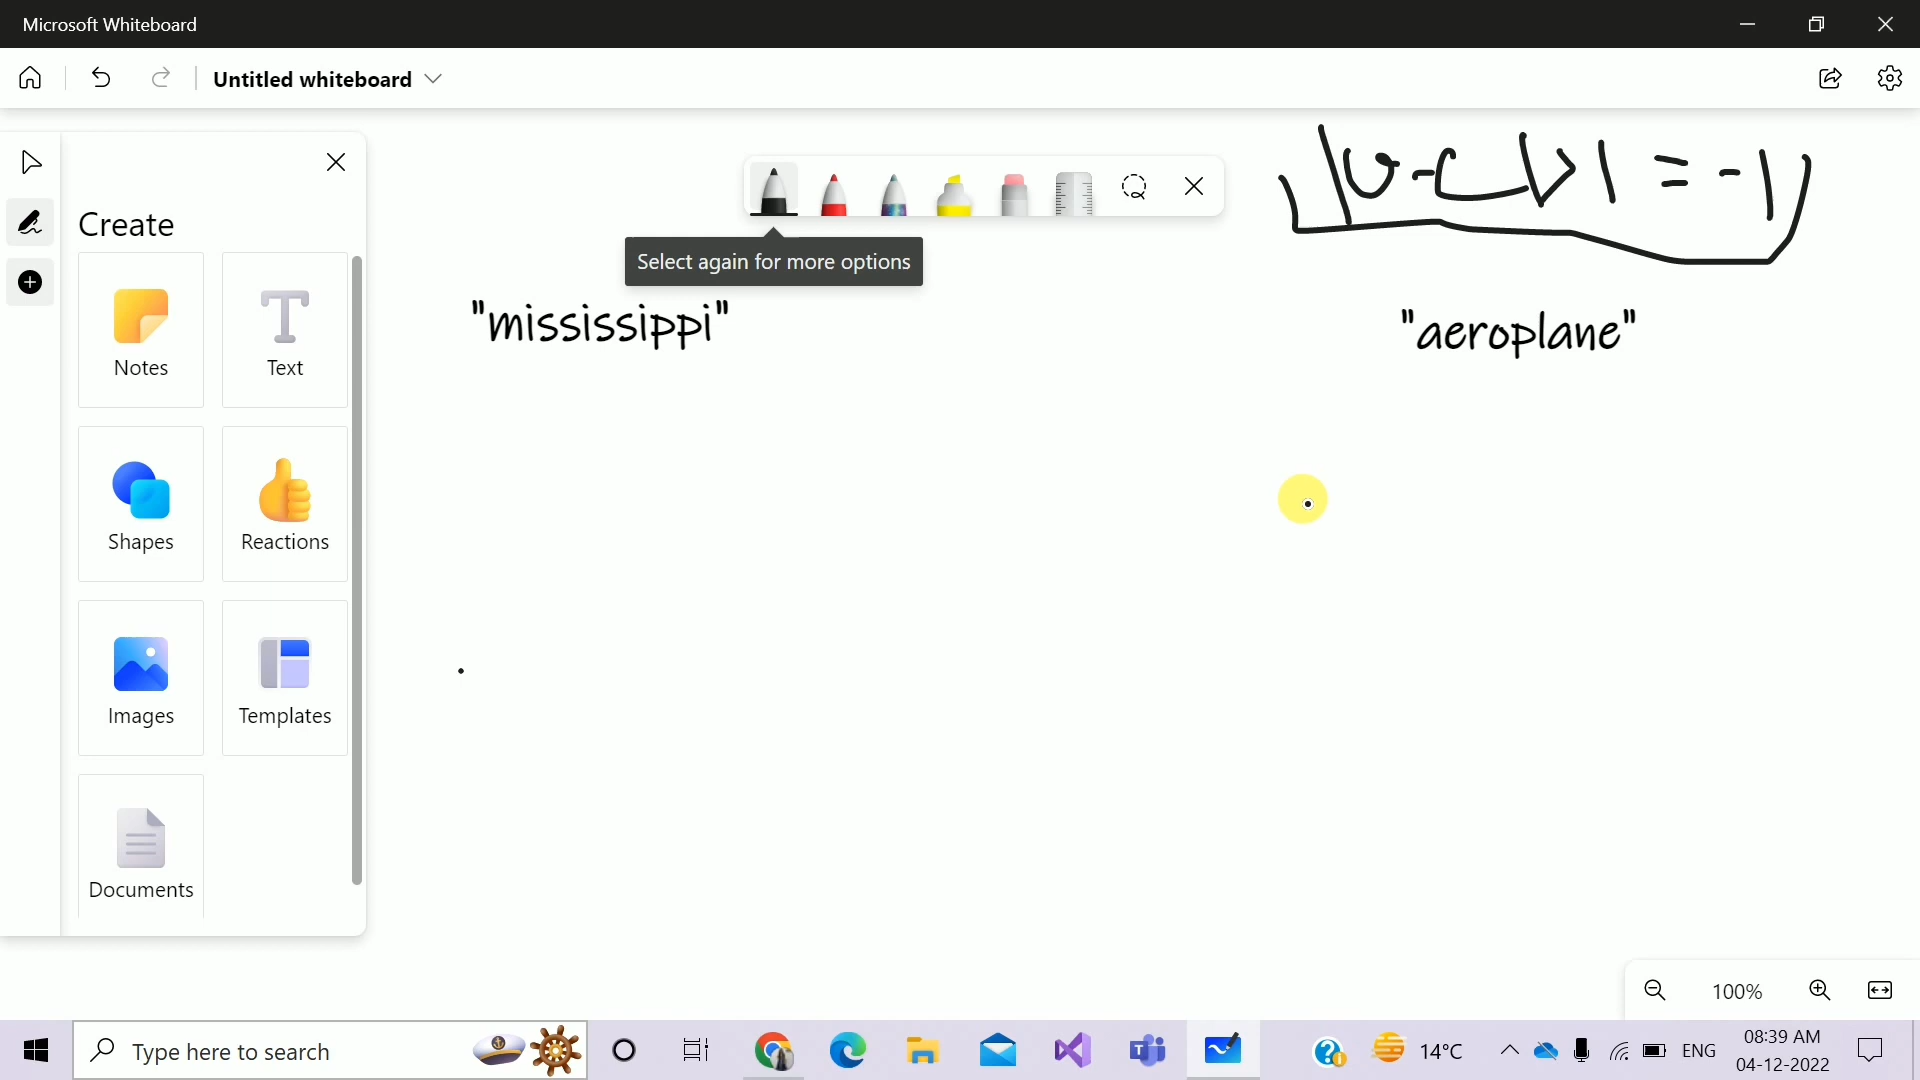 Microsoft Whiteboard
Untitled whiteboard
Create
Notes
Text
Shapes
Reactions
Images
Templates
Documents
Select again for more options
"mississippi"
"aeroplane"
= -1
100%
Type here to search
14°C
ENG
08:39 AM
04-12-2022